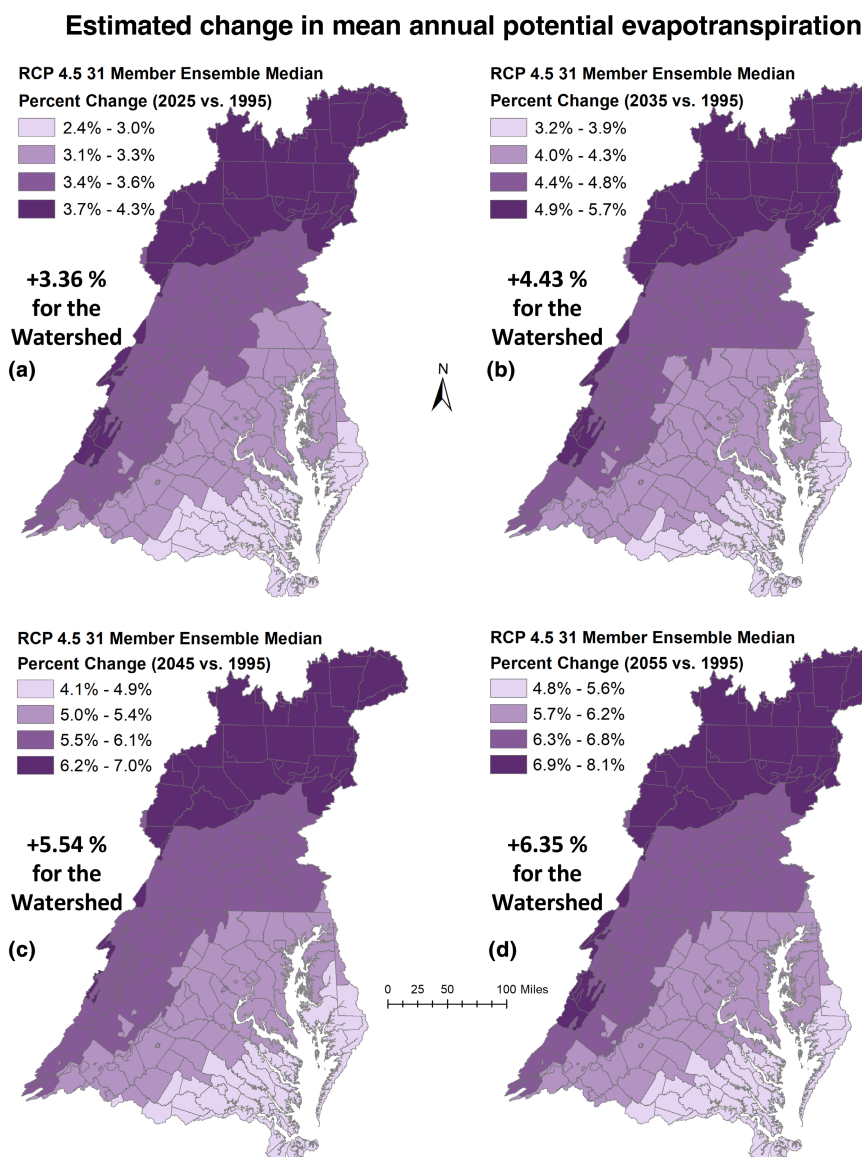 Estimated change in mean annual potential evapotranspiration
RCP 4.5 31 Member Ensemble Median
Percent Change (2025 vs. 1995)
2.4% - 3.0%
3.1% - 3.3%
3.4% - 3.6%
3.7% - 4.3%
+3.36 %
for the
Watershed
(a)
RCP 4.5 31 Member Ensemble Median
Percent Change (2035 vs. 1995)
3.2% - 3.9%
4.0% - 4.3%
4.4% - 4.8%
4.9% - 5.7%
+4.43 %
for the
Watershed
(b)
N
RCP 4.5 31 Member Ensemble Median
Percent Change (2045 vs. 1995)
4.1% - 4.9%
5.0% - 5.4%
5.5% - 6.1%
6.2% - 7.0%
+5.54 %
for the
Watershed
(c)
0 25 50 100 Miles
RCP 4.5 31 Member Ensemble Median
Percent Change (2055 vs. 1995)
4.8% - 5.6%
5.7% - 6.2%
6.3% - 6.8%
6.9% - 8.1%
+6.35 %
for the
Watershed
(d)